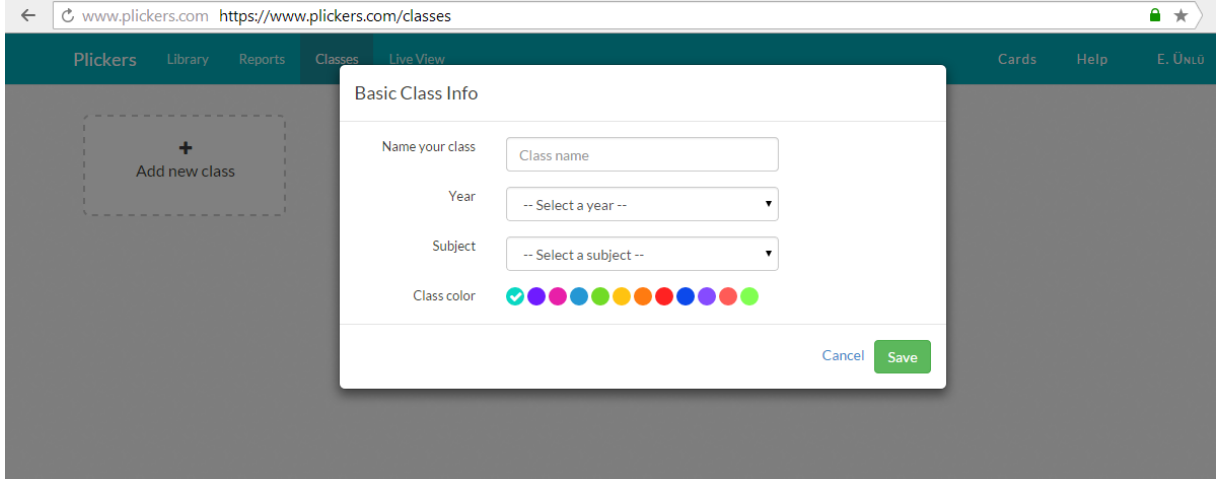 www.plickers.com https://www.plickers.com/classes
Plickers Library Reports Classes Live View Cards Help E. Ünlü
Basic Class Info
Name your class Class name
+
Add new class
Year -- Select a year --
Subject -- Select a subject --
Class color
Cancel Save